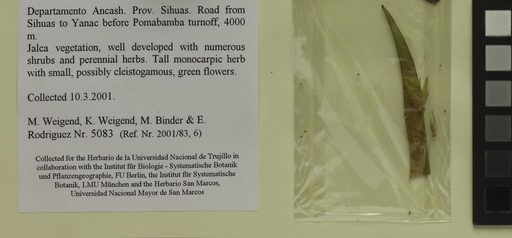 Departamento Ancash. Prov. Sihuas. Road from
Sihuas to Yanac before Pomabamba turnoff, 4000
m.
Jalca vegetation, well developed with numerous
shrubs and perennial herbs. Tall monocarpic herb
with small, possibly cleistogamous, green flowers.
Collected 10.3.2001.
M. Weigend, K. Weigend, M. Binder & E.
Rodriguez Nr. 5083 (Ref. Nr. 2001/83, 6)
Collected for the Herbario de la Universidad Nacional de Trujillo in
collaboration with the Institut für Biologie - Systematische Botanik
und Pflanzengeographie, FU Berlin, the Institut für Systematische
Botanik, LMU München and the Herbario San Marcos,
Universidad Nacional Mayor de San Marcos